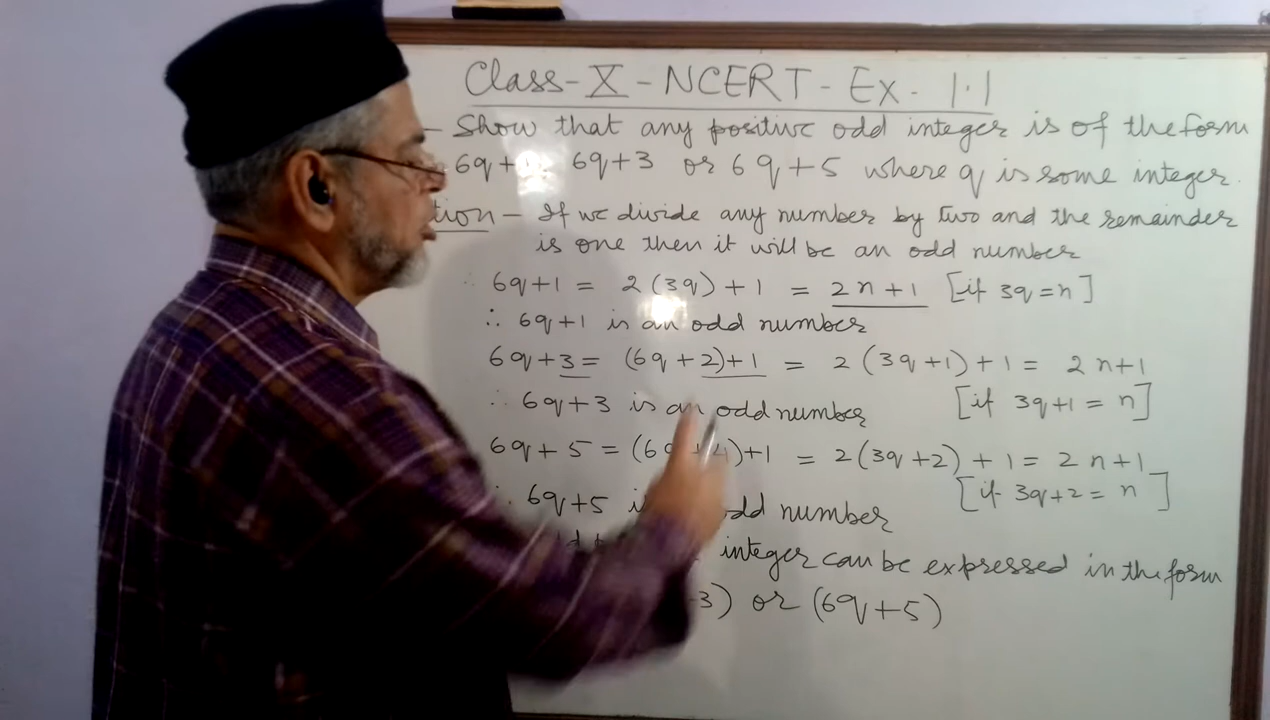 Class-X-NCERT-Ex-1.1
- Show that any positive odd integer is of the form
6q+ 6q+3 or 6q+5 where q is some integer.
tion - If we divide any number by two and the remainder
is one then it will be an odd number
∴ 6q+1 = 2(3q)+1 = 2n+1 [if 3q=n]
∴ 6q+1 is an odd number
6q+3 = (6q+2)+1 = 2(3q+1)+1 = 2n+1
∴ 6q+3 is an odd number [if 3q+1 = n]
6q+5 = (6q+4)+1 = 2(3q+2)+1 = 2n+1
[if 3q+2 = n]
∴ 6q+5 i odd number
integer can be expressed in the form
3) or (6q+5)